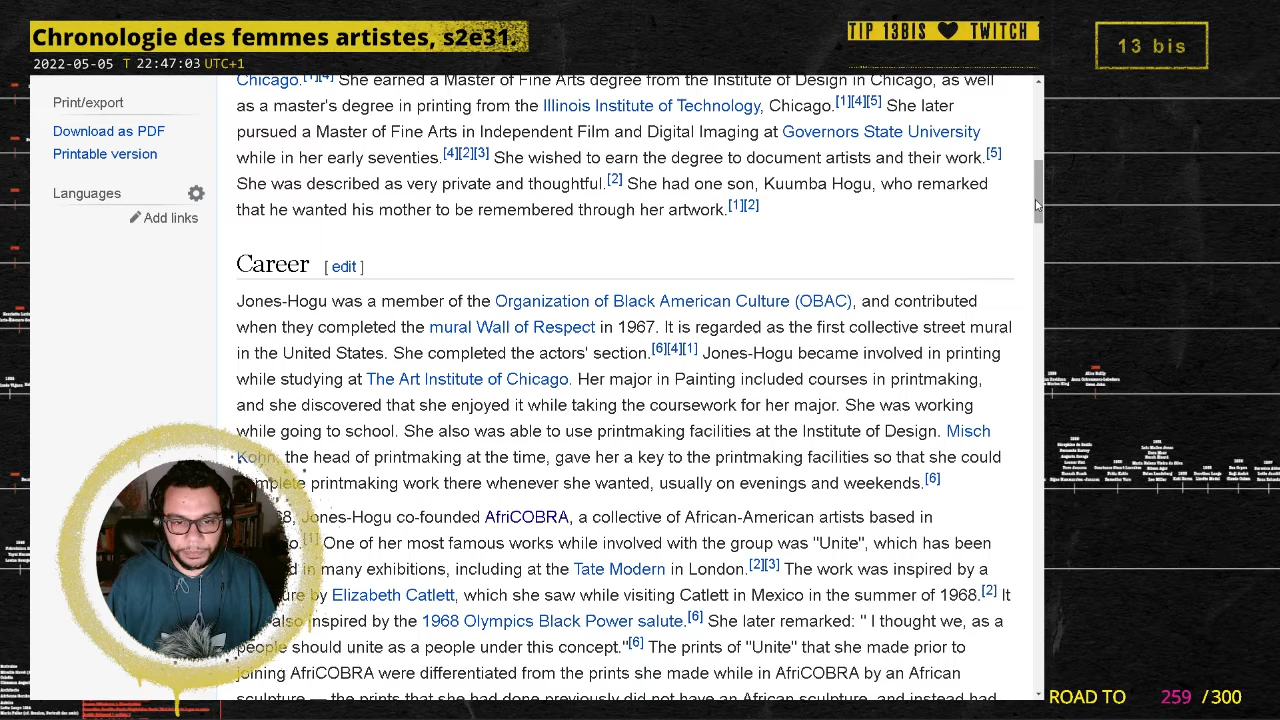 Chronologie des femmes artistes, s2e31.
2022-05-05 T 22:47:03 UTC+1
TIP 13BIS ♥ TWITCH
13 bis
Print/export
Download as PDF
Printable version
Languages
Add links
Chicago.[1][4] She earned a Master of Fine Arts degree from the Institute of Design in Chicago, as well
as a master's degree in printing from the Illinois Institute of Technology, Chicago.[1][4][5] She later
pursued a Master of Fine Arts in Independent Film and Digital Imaging at Governors State University
while in her early seventies.[4][2][3] She wished to earn the degree to document artists and their work.[5]
She was described as very private and thoughtful.[2] She had one son, Kuumba Hogu, who remarked
that he wanted his mother to be remembered through her artwork.[1][2]
Career [ edit ]
Jones-Hogu was a member of the Organization of Black American Culture (OBAC), and contributed
when they completed the mural Wall of Respect in 1967. It is regarded as the first collective street mural
in the United States. She completed the actors' section.[6][4][1] Jones-Hogu became involved in printing
while studying at The Art Institute of Chicago. Her major in Painting included courses in printmaking,
and she discovered that she enjoyed it while taking the coursework for her major. She was working
while going to school. She also was able to use printmaking facilities at the Institute of Design. Misch
Kohn, the head of printmaking at the time, gave her a key to the printmaking facilities so that she could
complete printmaking work there whenever she wanted, usually on evenings and weekends.[6]
8, Jones-Hogu co-founded AfriCOBRA, a collective of African-American artists based in
o.[1] One of her most famous works while involved with the group was "Unite", which has been
in many exhibitions, including at the Tate Modern in London.[2][3] The work was inspired by a
by Elizabeth Catlett, which she saw while visiting Catlett in Mexico in the summer of 1968.[2] It
also inspired by the 1968 Olympics Black Power salute.[6] She later remarked: " I thought we, as a
people should unite as a people under this concept."[6] The prints of "Unite" that she made prior to
joining AfriCOBRA were differentiated from the prints she made while in AfriCOBRA by an African
ROAD TO 259 /300